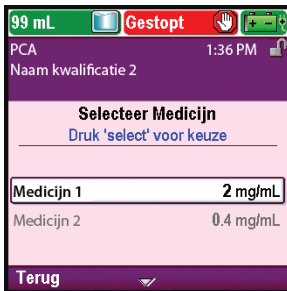 99 mL Gestopt
PCA 1:36 PM
Naam kwalificatie 2
Selecteer Medicijn
Druk 'select' voor keuze
Medicijn 1 2 mg/mL
Medicijn 2 0.4 mg/mL
Terug